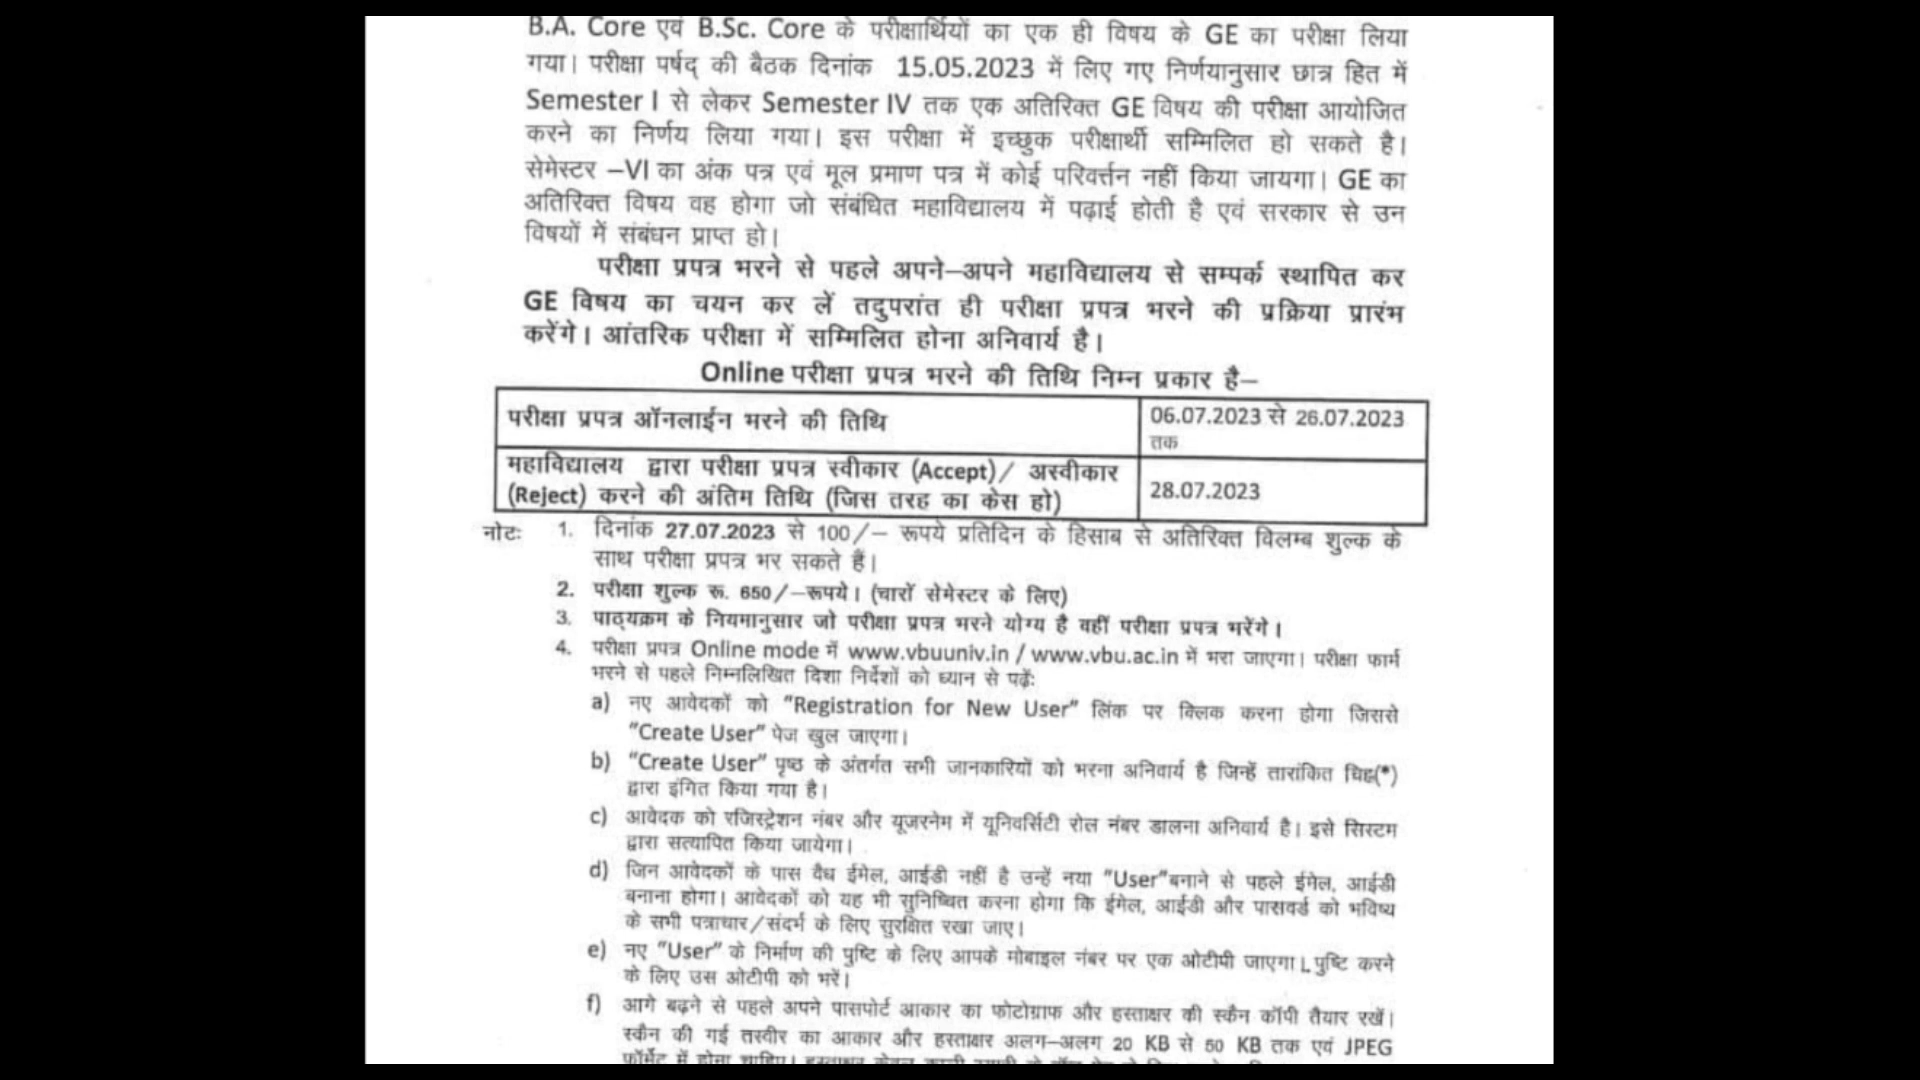 B.A. Core एवं B.Sc. Core के परीक्षार्थियों का एक ही विषय के GE का परीक्षा लिया
गया। परीक्षा पर्षद् की बैठक दिनांक 15.05.2023 में लिए गए निर्णयानुसार छात्र हित में
Semester I से लेकर Semester IV तक एक अतिरिक्त GE विषय की परीक्षा आयोजित
करने का निर्णय लिया गया। इस परीक्षा में इच्छुक परीक्षार्थी सम्मिलित हो सकते है।
सेमेस्टर –VI का अंक पत्र एवं मूल प्रमाण पत्र में कोई परिवर्त्तन नहीं किया जायगा। GE का
अतिरिक्त विषय वह होगा जो संबंधित महाविद्यालय में पढ़ाई होती है एवं सरकार से उन
विषयों में संबंधन प्राप्त हो।
परीक्षा प्रपत्र भरने से पहले अपने–अपने महाविद्यालय से सम्पर्क स्थापित कर
GE विषय का चयन कर लें तदुपरांत ही परीक्षा प्रपत्र भरने की प्रक्रिया प्रारंभ
करेंगे। आंतरिक परीक्षा में सम्मिलित होना अनिवार्य है।
Online परीक्षा प्रपत्र भरने की तिथि निम्न प्रकार है–
परीक्षा प्रपत्र ऑनलाईन भरने की तिथि 06.07.2023 से 26.07.2023
तक
महाविद्यालय द्वारा परीक्षा प्रपत्र स्वीकार (Accept)/ अस्वीकार
(Reject) करने की अंतिम तिथि (जिस तरह का केस हो) 28.07.2023
नोटः 1. दिनांक 27.07.2023 से 100/– रूपये प्रतिदिन के हिसाब से अतिरिक्त विलम्ब शुल्क के
साथ परीक्षा प्रपत्र भर सकते हैं।
2. परीक्षा शुल्क रू. 650/–रूपये। (चारों सेमेस्टर के लिए)
3. पाठ्यक्रम के नियमानुसार जो परीक्षा प्रपत्र भरने योग्य है वहीं परीक्षा प्रपत्र भरेंगे।
4. परीक्षा प्रपत्र Online mode में www.vbuuniv.in / www.vbu.ac.in में भरा जाएगा। परीक्षा फार्म
भरने से पहले निम्नलिखित दिशा निर्देशों को ध्यान से पढ़ेंः
a) नए आवेदकों को “Registration for New User” लिंक पर क्लिक करना होगा जिससे
“Create User” पेज खुल जाएगा।
b) “Create User” पृष्ठ के अंतर्गत सभी जानकारियों को भरना अनिवार्य है जिन्हें तारांकित चिह्न(*)
द्वारा इंगित किया गया है।
c) आवेदक को रजिस्ट्रेशन नंबर और यूजरनेम में यूनिवर्सिटी रोल नंबर डालना अनिवार्य है। इसे सिस्टम
द्वारा सत्यापित किया जायेगा।
d) जिन आवेदकों के पास वैध ईमेल, आईडी नहीं है उन्हें नया “User”बनाने से पहले ईमेल, आईडी
बनाना होगा। आवेदकों को यह भी सुनिष्चित करना होगा कि ईमेल, आईडी और पासवर्ड को भविष्य
के सभी पत्राचार/संदर्भ के लिए सुरक्षित रखा जाए।
e) नए “User” के निर्माण की पुष्टि के लिए आपके मोबाइल नंबर पर एक ओटीपी जाएगा। पुष्टि करने
के लिए उस ओटीपी को भरें।
f) आगे बढ़ने से पहले अपने पासपोर्ट आकार का फोटोग्राफ और हस्ताक्षर की स्कैन कॉपी तैयार रखें।
स्कैन की गई तस्वीर का आकार और हस्ताक्षर अलग–अलग 20 KB से 50 KB तक एवं JPEG
फॉर्मेट में होना चाहिए।